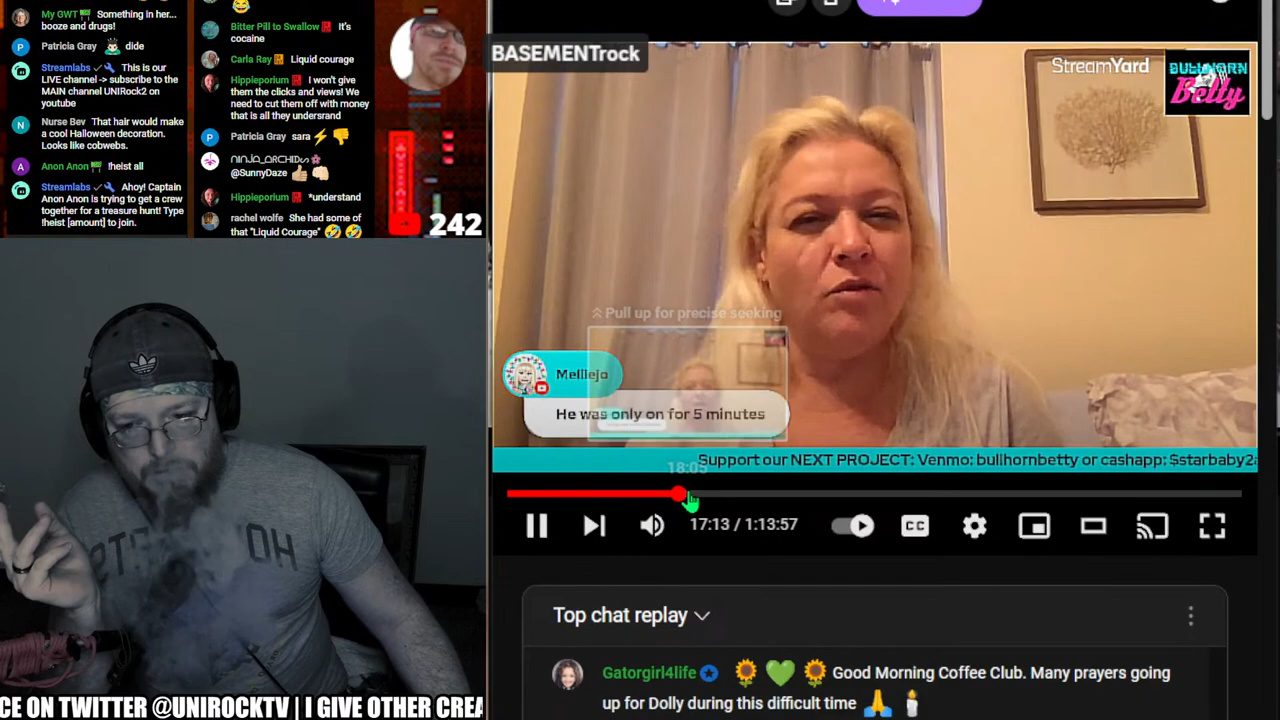 My GWT Something in her...
booze and drugs!
Patricia Gray dide
Streamlabs This is our
LIVE channel -> subscribe to the
MAIN channel UNIRock2 on
youtube
Nurse Bev That hair would make
a cool Halloween decoration.
Looks like cobwebs.
Anon Anon !heist all
Streamlabs Ahoy! Captain
Anon Anon is trying to get a crew
together for a treasure hunt! Type
!heist [amount] to join.
Bitter Pill to Swallow It's
cocaine
Carla Ray Liquid courage
Hippieporium I won't give
them the clicks and views! We
need to cut them off with money
that is all they undersrand
Patricia Gray sara
@SunnyDaze
Hippieporium *understand
rachel wolfe She had some of
that "Liquid Courage"
242
BASEMENTrock
StreamYard
BULLHORN
Betty
Pull up for precise seeking
Melliejo
He was only on for 5 minutes
18:05
Support our NEXT PROJECT: Venmo: bullhornbetty or cashapp: $starbaby2
17:13 / 1:13:57
CC
Top chat replay
Gatorgirl4life Good Morning Coffee Club. Many prayers going
up for Dolly during this difficult time
CE ON TWITTER @UNIROCKTV | I GIVE OTHER CREA